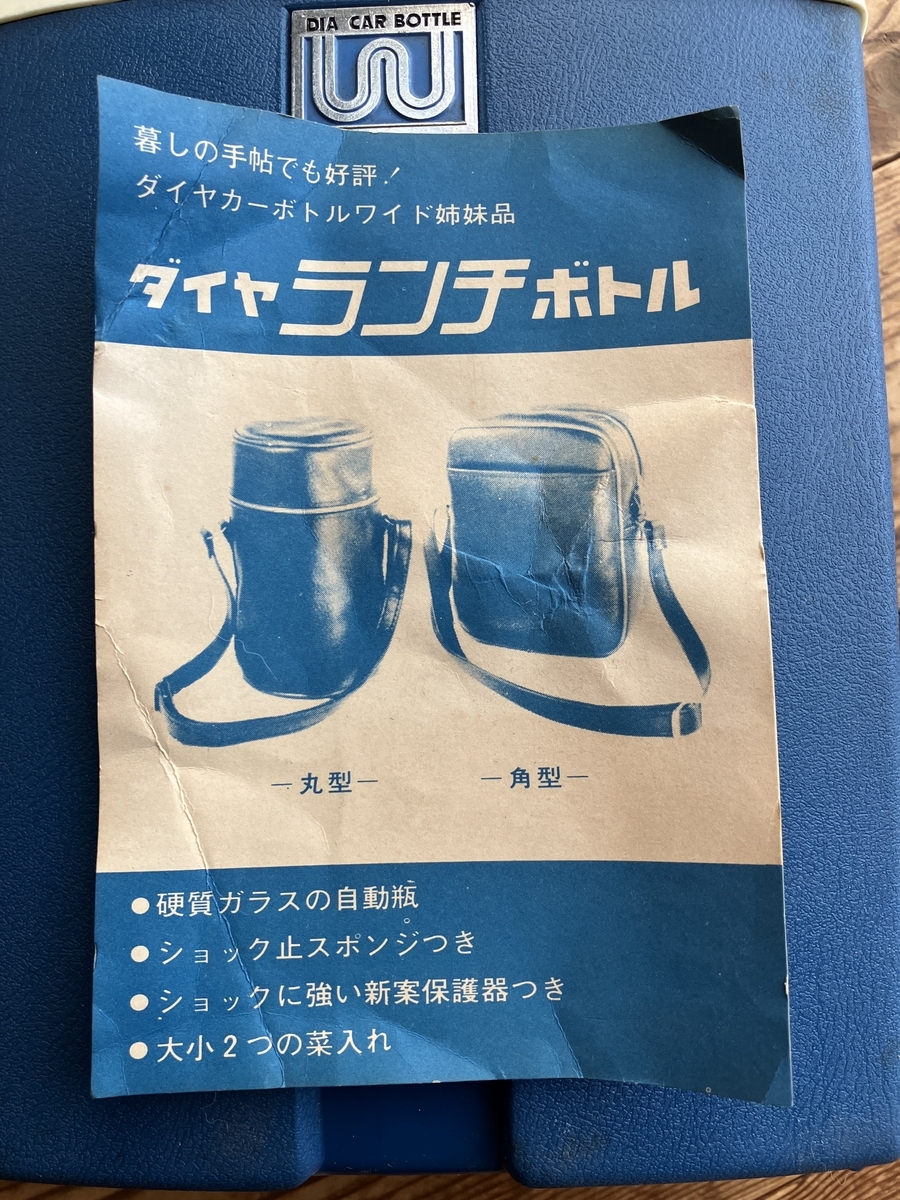 DIA CAR BOTTLE
W
暮しの手帖でも好評!
ダイヤカーボトルワイド姉妹品
ダイヤランチボトル
—丸型—
—角型—
●硬質ガラスの自動瓶
●ショック止スポンジつき
●ショックに強い新案保護器つき
●大小2つの菜入れ